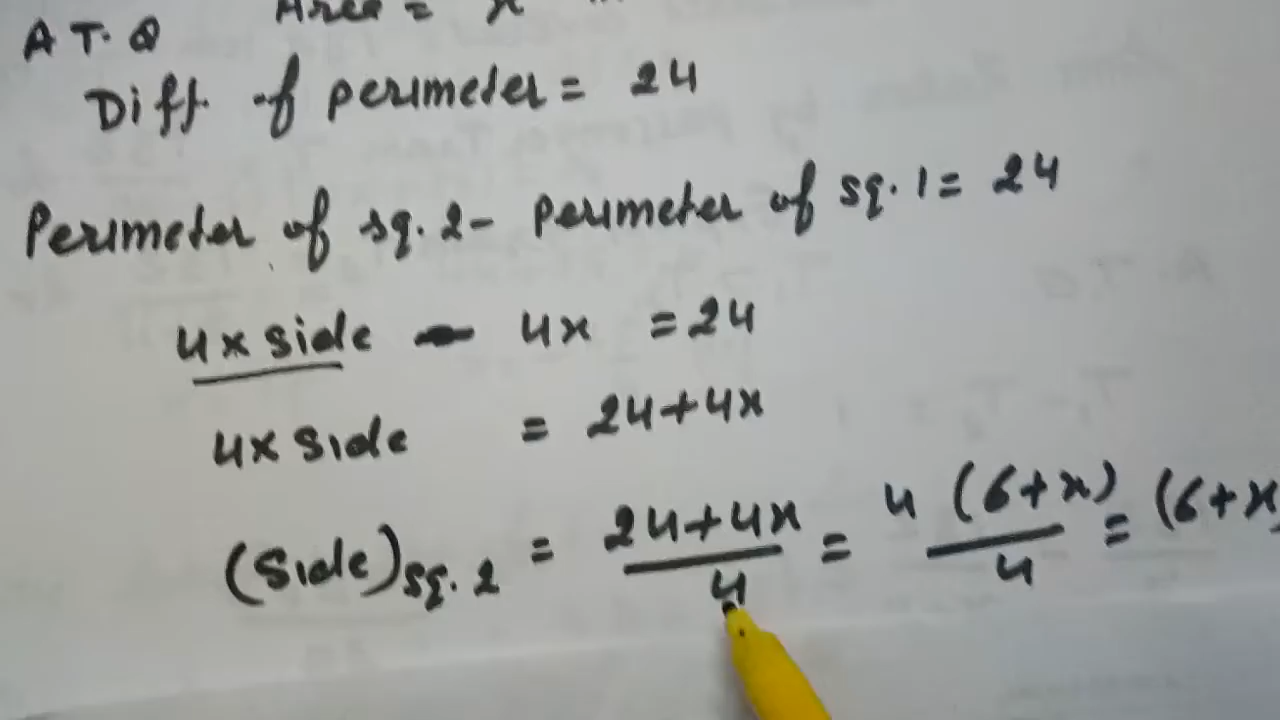 Area = x
A T. Q
Diff. of perimeter = 24
Perimeter of sq. 2 - perimeter of sq. 1 = 24
4 x side - 4x = 24
4 x side = 24 + 4x
(Side)sq. 2 = 24 + 4x / 4 = 4 (6 + x) / 4 = (6 + x